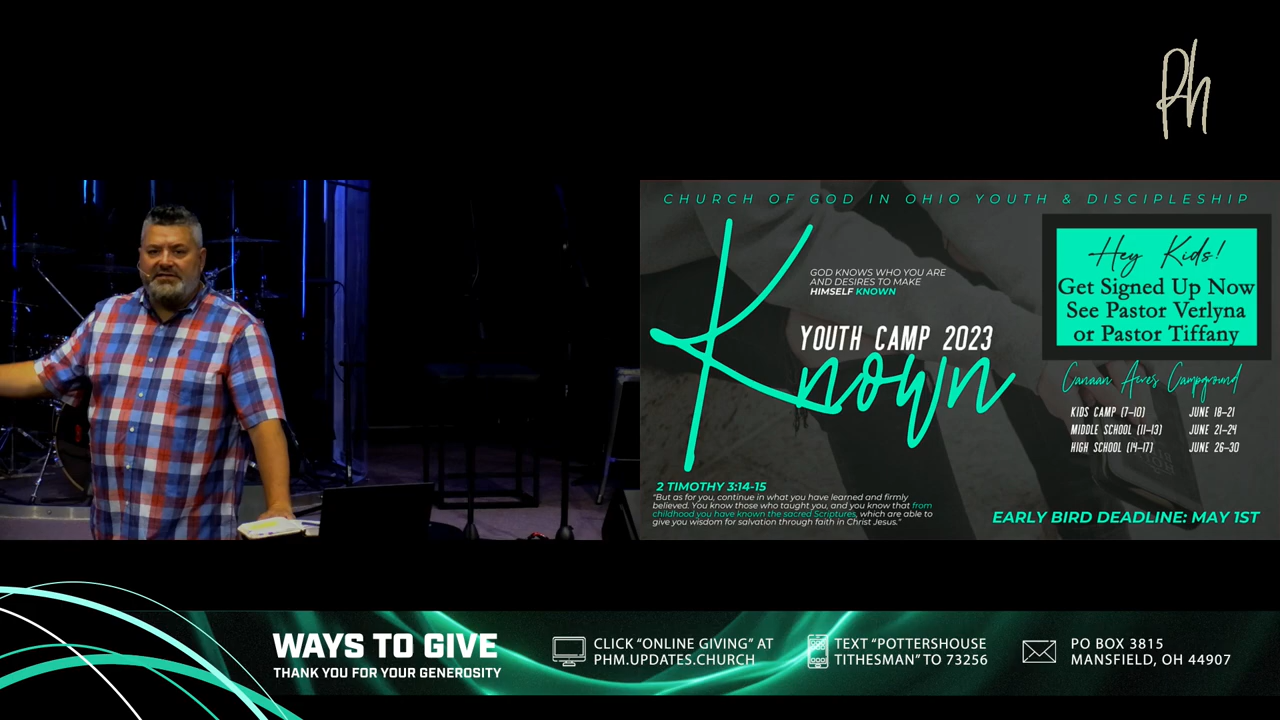 Ph
CHURCH OF GOD IN OHIO YOUTH & DISCIPLESHIP
GOD KNOWS WHO YOU ARE
AND DESIRES TO MAKE
HIMSELF KNOWN
YOUTH CAMP 2023
Known
Hey Kids!
Get Signed Up Now
See Pastor Verlyna
or Pastor Tiffany
Canaan Acres Campground
KIDS CAMP (7-10) JUNE 18-21
MIDDLE SCHOOL (11-13) JUNE 21-24
HIGH SCHOOL (14-17) JUNE 26-30
2 TIMOTHY 3:14-15
"But as for you, continue in what you have learned and firmly
believed. You know those who taught you, and you know that from
childhood you have known the sacred Scriptures, which are able to
give you wisdom for salvation through faith in Christ Jesus."
EARLY BIRD DEADLINE: MAY 1ST
WAYS TO GIVE
THANK YOU FOR YOUR GENEROSITY
CLICK "ONLINE GIVING" AT
PHM.UPDATES.CHURCH
TEXT "POTTERSHOUSE
TITHESMAN" TO 73256
PO BOX 3815
MANSFIELD, OH 44907